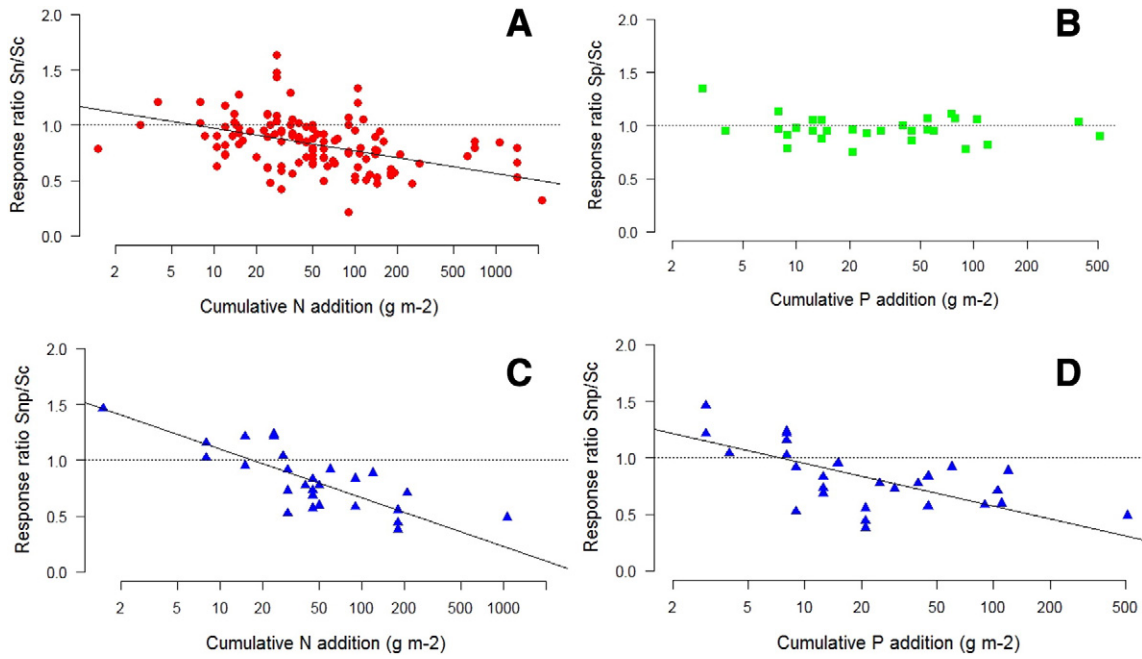 A
Response ratio Sn/Sc
2.0
1.5
1.0
0.5
0.0
2 5 10 20 50 100 200 500 1000
Cumulative N addition (g m-2)
B
Response ratio Sp/Sc
2.0
1.5
1.0
0.5
0.0
2 5 10 20 50 100 200 500
Cumulative P addition (g m-2)
C
Response ratio Snp/Sc
2.0
1.5
1.0
0.5
0.0
2 5 10 20 50 100 200 500 1000
Cumulative N addition (g m-2)
D
Response ratio Snp/Sc
2.0
1.5
1.0
0.5
0.0
2 5 10 20 50 100 200 500
Cumulative P addition (g m-2)